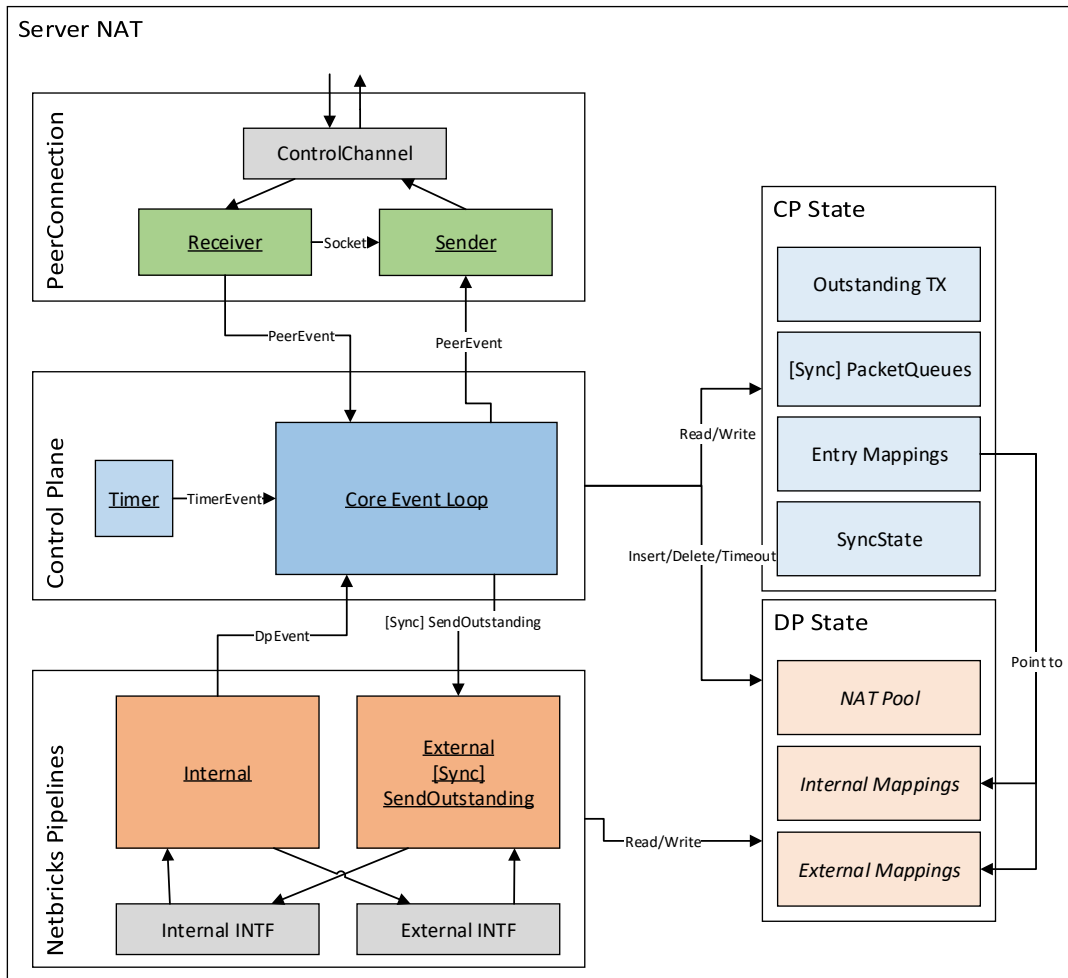 Server NAT
PeerConnection
ControlChannel
Receiver
Socket
Sender
PeerEvent
PeerEvent
Control Plane
Timer
TimerEvent
Core Event Loop
DpEvent
[Sync] SendOutstanding
Netbricks Pipelines
Internal
External
[Sync]
SendOutstanding
Internal INTF
External INTF
Read/Write
Insert/Delete/Timeout
Read/Write
CP State
Outstanding TX
[Sync] PacketQueues
Entry Mappings
SyncState
DP State
Point to
NAT Pool
Internal Mappings
External Mappings